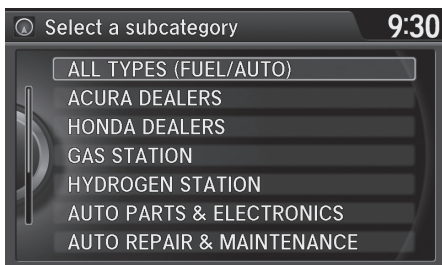 Select a subcategory
9:30
ALL TYPES (FUEL/AUTO)
ACURA DEALERS
HONDA DEALERS
GAS STATION
HYDROGEN STATION
AUTO PARTS & ELECTRONICS
AUTO REPAIR & MAINTENANCE